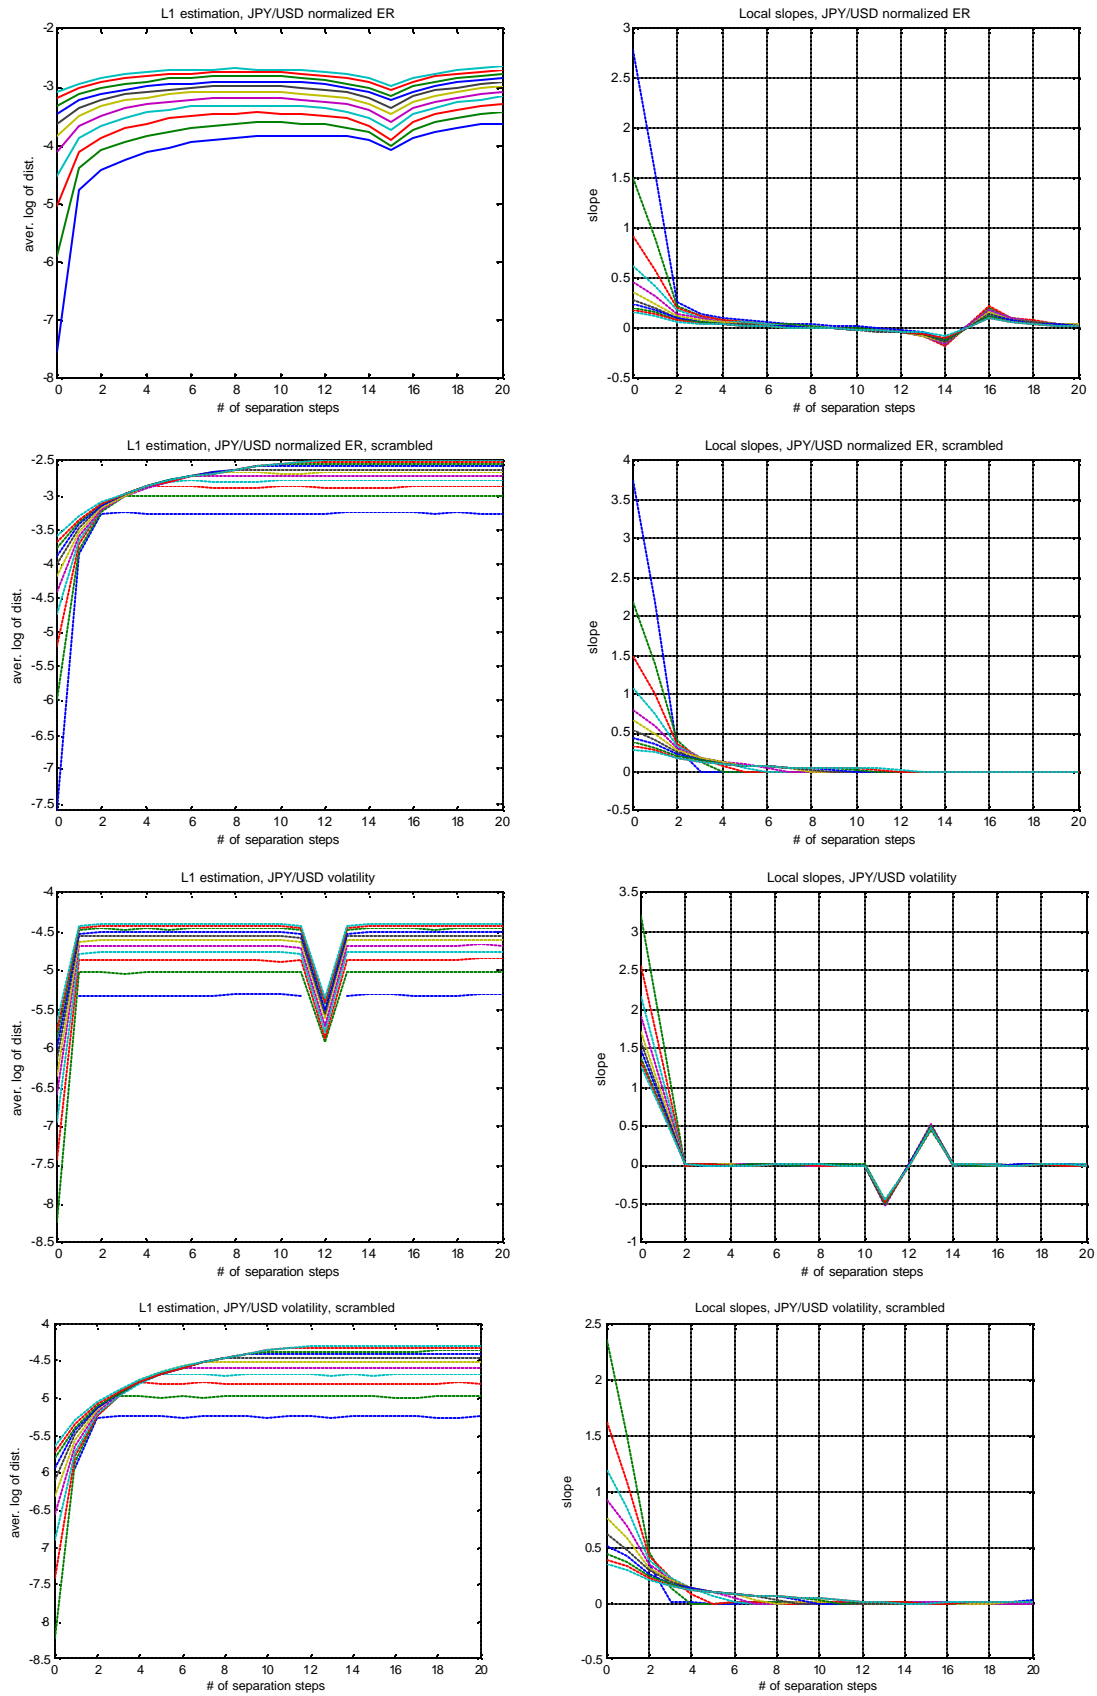 L1 estimation, JPY/USD normalized ER
-2
-3
-4
-5
-6
-7
-8
aver. log of dist.
0 2 4 6 8 10 12 14 16 18 20
# of separation steps
Local slopes, JPY/USD normalized ER
3
2.5
2
1.5
1
0.5
0
-0.5
slope
0 2 4 6 8 10 12 14 16 18 20
# of separation steps
L1 estimation, JPY/USD normalized ER, scrambled
-2.5
-3
-3.5
-4
-4.5
-5
-5.5
-6
-6.5
-7
-7.5
aver. log of dist.
0 2 4 6 8 10 12 14 16 18 20
# of separation steps
Local slopes, JPY/USD normalized ER, scrambled
4
3.5
3
2.5
2
1.5
1
0.5
0
-0.5
slope
0 2 4 6 8 10 12 14 16 18 20
# of separation steps
L1 estimation, JPY/USD volatility
-4
-4.5
-5
-5.5
-6
-6.5
-7
-7.5
-8
-8.5
aver. log of dist.
0 2 4 6 8 10 12 14 16 18 20
# of separation steps
Local slopes, JPY/USD volatility
3.5
3
2.5
2
1.5
1
0.5
0
-0.5
-1
slope
0 2 4 6 8 10 12 14 16 18 20
# of separation steps
L1 estimation, JPY/USD volatility, scrambled
-4
-4.5
-5
-5.5
-6
-6.5
-7
-7.5
-8
-8.5
aver. log of dist.
0 2 4 6 8 10 12 14 16 18 20
# of separation steps
Local slopes, JPY/USD volatility, scrambled
2.5
2
1.5
1
0.5
0
-0.5
slope
0 2 4 6 8 10 12 14 16 18 20
# of separation steps